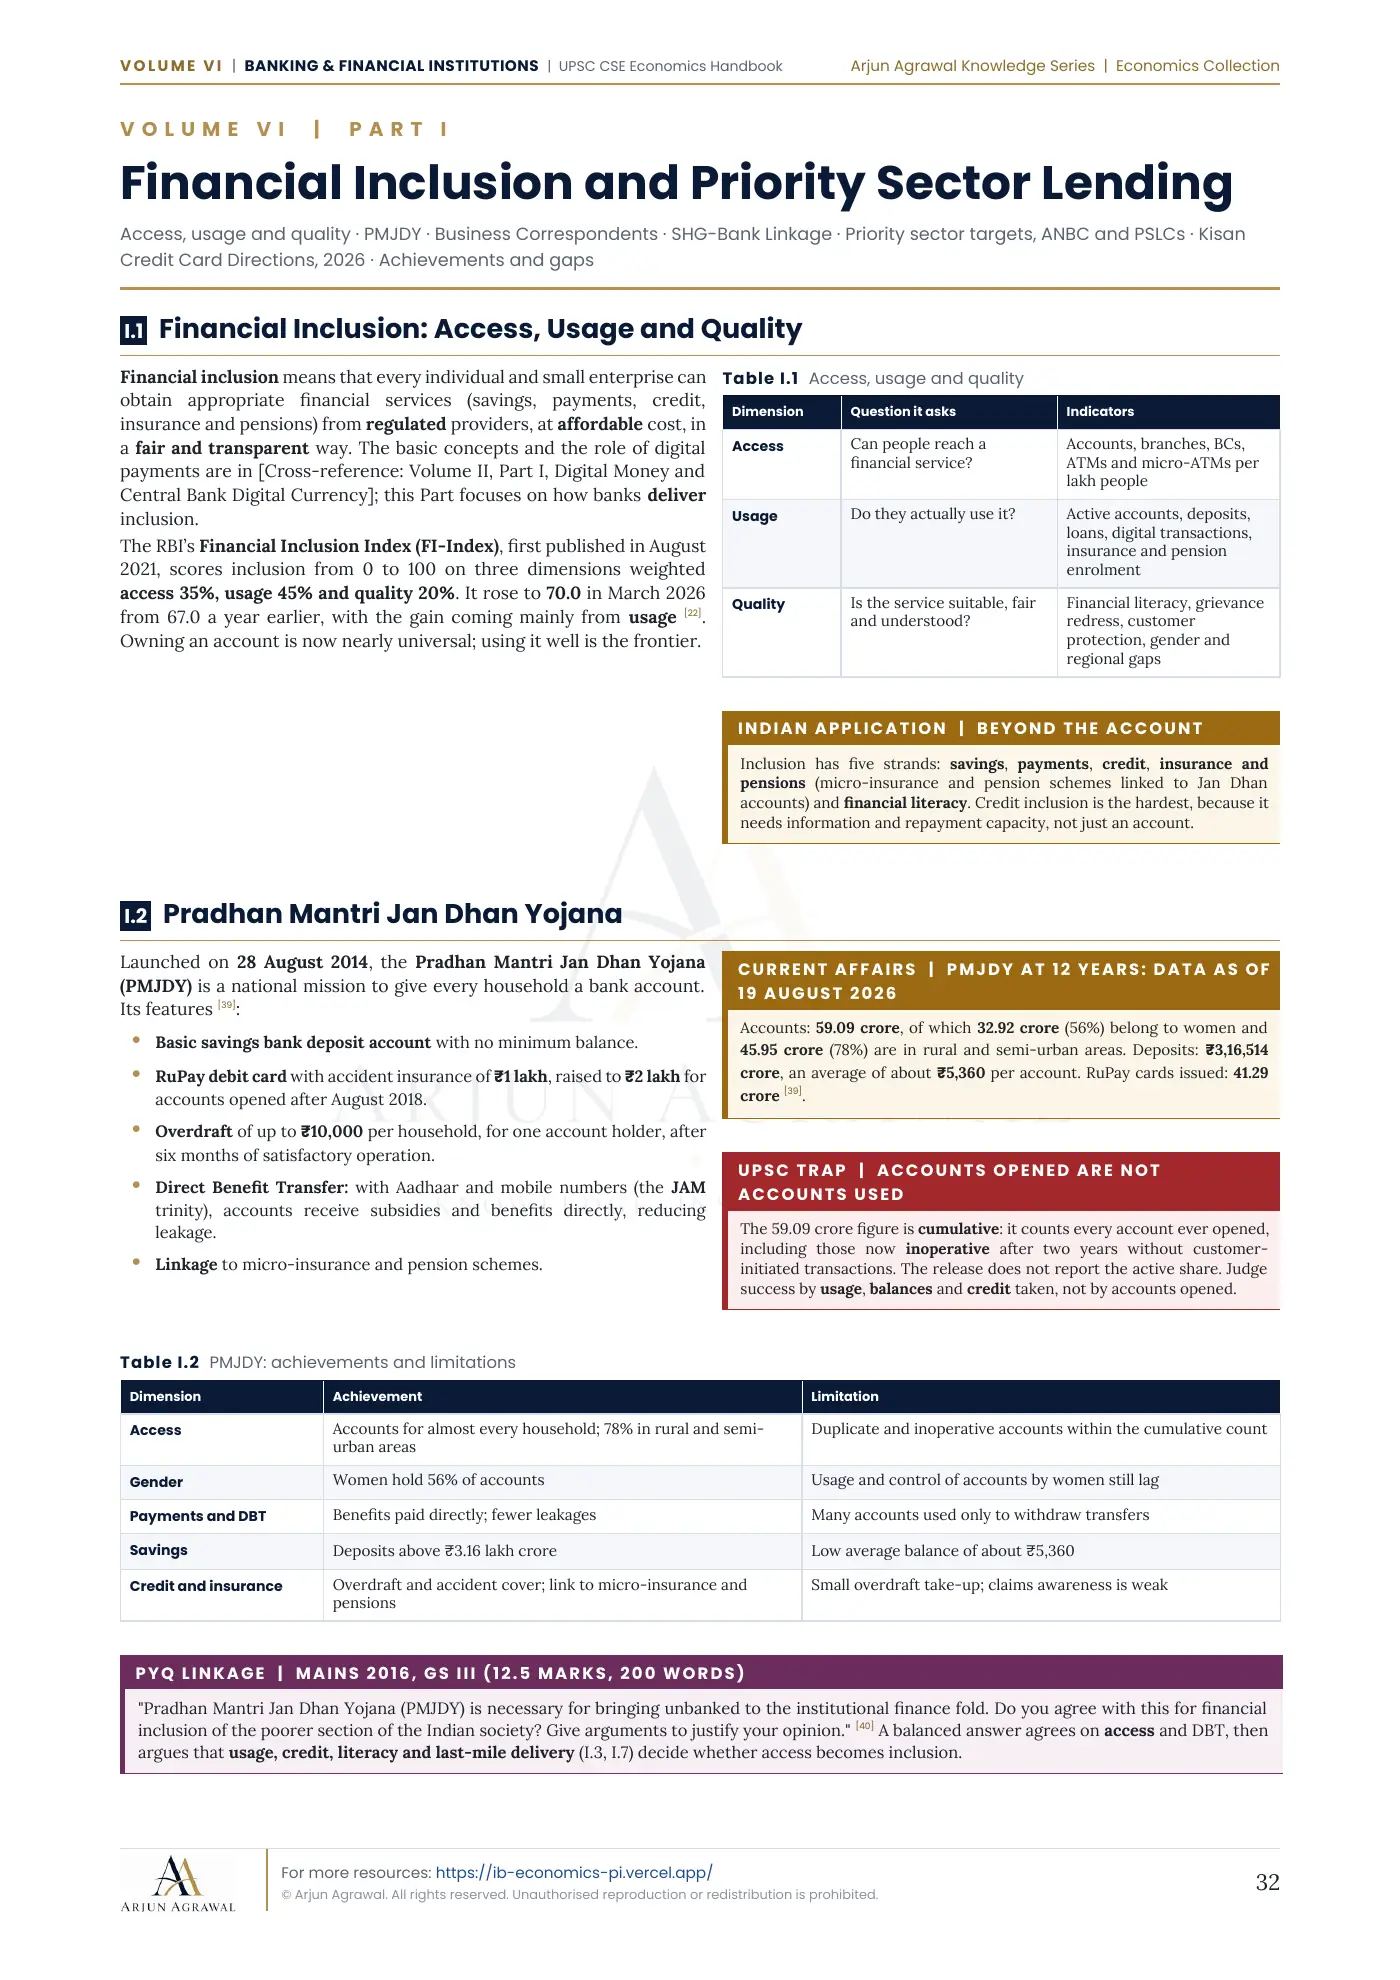 VOLUME VI | BANKING & FINANCIAL INSTITUTIONS | UPSC CSE Economics Handbook
Arjun Agrawal Knowledge Series | Economics Collection
VOLUME VI | PART I
Financial Inclusion and Priority Sector Lending
Access, usage and quality · PMJDY · Business Correspondents · SHG-Bank Linkage · Priority sector targets, ANBC and PSLCs · Kisan
Credit Card Directions, 2026 · Achievements and gaps
I.1 Financial Inclusion: Access, Usage and Quality
Financial inclusion means that every individual and small enterprise can
obtain appropriate financial services (savings, payments, credit,
insurance and pensions) from regulated providers, at affordable cost, in
a fair and transparent way. The basic concepts and the role of digital
payments are in [Cross-reference: Volume II, Part I, Digital Money and
Central Bank Digital Currency]; this Part focuses on how banks deliver
inclusion.
The RBI's Financial Inclusion Index (FI-Index), first published in August
2021, scores inclusion from 0 to 100 on three dimensions weighted
access 35%, usage 45% and quality 20%. It rose to 70.0 in March 2026
from 67.0 a year earlier, with the gain coming mainly from usage [22].
Owning an account is now nearly universal; using it well is the frontier.
Table I.1 Access, usage and quality
Dimension Question it asks Indicators
Access
Can people reach a
financial service?
Accounts, branches, BCs,
ATMs and micro-ATMs per
lakh people
Usage
Do they actually use it?
Active accounts, deposits,
loans, digital transactions,
insurance and pension
enrolment
Quality
Is the service suitable, fair
and understood?
Financial literacy, grievance
redress, customer
protection, gender and
regional gaps
INDIAN APPLICATION | BEYOND THE ACCOUNT
Inclusion has five strands: savings, payments, credit, insurance and
pensions (micro-insurance and pension schemes linked to Jan Dhan
accounts) and financial literacy. Credit inclusion is the hardest, because it
needs information and repayment capacity, not just an account.
I.2 Pradhan Mantri Jan Dhan Yojana
Launched on 28 August 2014, the Pradhan Mantri Jan Dhan Yojana
(PMJDY) is a national mission to give every household a bank account.
Its features [39]:
• Basic savings bank deposit account with no minimum balance.
• RuPay debit card with accident insurance of ₹1 lakh, raised to ₹2 lakh for
accounts opened after August 2018.
• Overdraft of up to ₹10,000 per household, for one account holder, after
six months of satisfactory operation.
• Direct Benefit Transfer: with Aadhaar and mobile numbers (the JAM
trinity), accounts receive subsidies and benefits directly, reducing
leakage.
• Linkage to micro-insurance and pension schemes.
CURRENT AFFAIRS | PMJDY AT 12 YEARS: DATA AS OF
19 AUGUST 2026
Accounts: 59.09 crore, of which 32.92 crore (56%) belong to women and
45.95 crore (78%) are in rural and semi-urban areas. Deposits: ₹3,16,514
crore, an average of about ₹5,360 per account. RuPay cards issued: 41.29
crore [39].
UPSC TRAP | ACCOUNTS OPENED ARE NOT
ACCOUNTS USED
The 59.09 crore figure is cumulative: it counts every account ever opened,
including those now inoperative after two years without customer-
initiated transactions. The release does not report the active share. Judge
success by usage, balances and credit taken, not by accounts opened.
ARJUN AGRAWAL
Table I.2 PMJDY: achievements and limitations
Dimension Achievement Limitation
Access
Accounts for almost every household; 78% in rural and semi-
urban areas
Duplicate and inoperative accounts within the cumulative count
Gender Women hold 56% of accounts Usage and control of accounts by women still lag
Payments and DBT Benefits paid directly; fewer leakages Many accounts used only to withdraw transfers
Savings Deposits above ₹3.16 lakh crore Low average balance of about ₹5,360
Credit and insurance
Overdraft and accident cover; link to micro-insurance and
pensions
Small overdraft take-up; claims awareness is weak
PYQ LINKAGE | MAINS 2016, GS III (12.5 MARKS, 200 WORDS)
"Pradhan Mantri Jan Dhan Yojana (PMJDY) is necessary for bringing unbanked to the institutional finance fold. Do you agree with this for financial
inclusion of the poorer section of the Indian society? Give arguments to justify your opinion." [40] A balanced answer agrees on access and DBT, then
argues that usage, credit, literacy and last-mile delivery (I.3, I.7) decide whether access becomes inclusion.
ARJUN AGRAWAL
For more resources: https://ib-economics-pi.vercel.app/
© Arjun Agrawal. All rights reserved. Unauthorised reproduction or redistribution is prohibited.
32